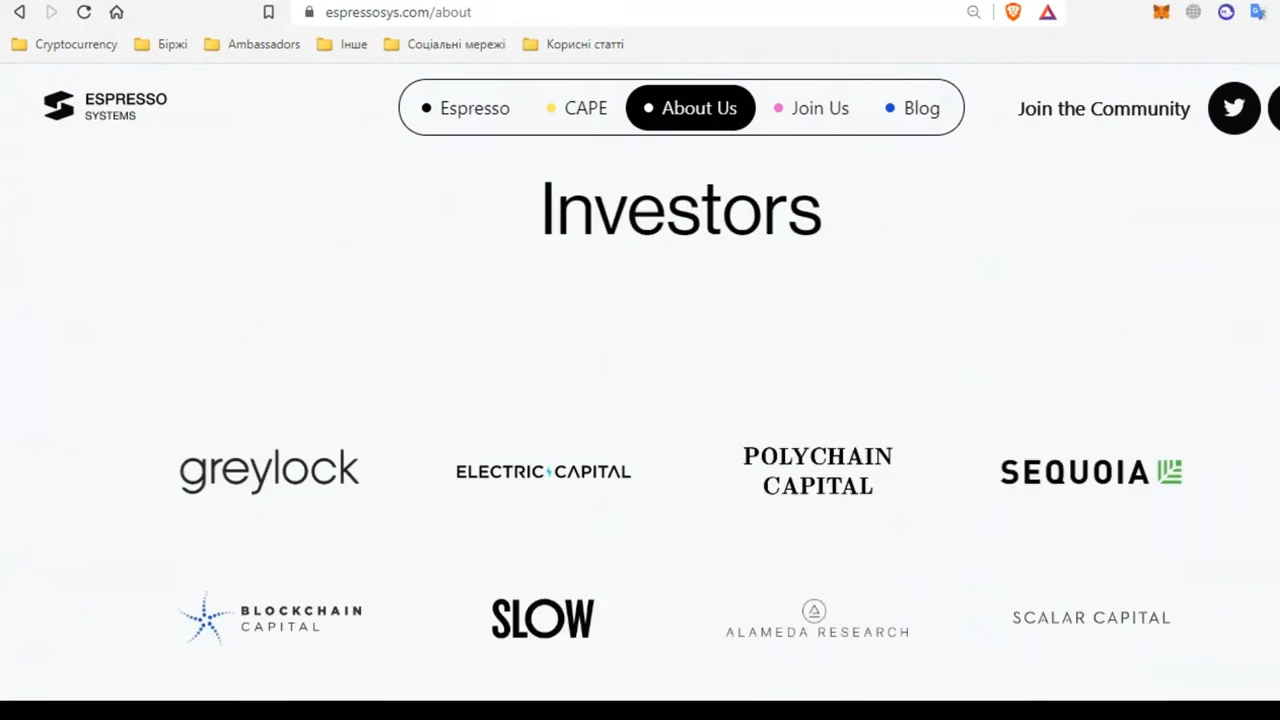 espressosys.com/about
Cryptocurrency Біржі Ambassadors Інше Соціальні мережі Корисні статті
ESPRESSO
SYSTEMS
Espresso CAPE About Us Join Us Blog
Join the Community
Investors
greylock
ELECTRIC CAPITAL
POLYCHAIN
CAPITAL
SEQUOIA
BLOCKCHAIN
CAPITAL
SLOW
ALAMEDA RESEARCH
SCALAR CAPITAL